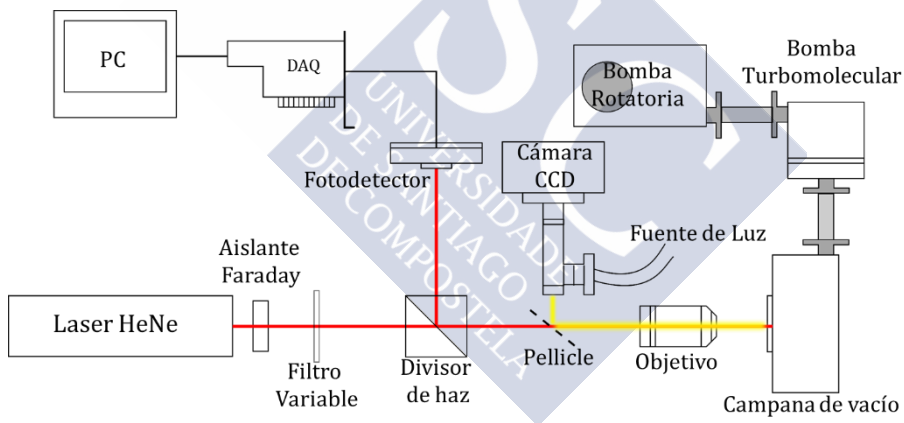 PC
DAQ
Bomba
Rotatoria
Bomba
Turbomolecular
Fotodetector
Cámara
CCD
Fuente de Luz
Aislante
Faraday
Laser HeNe
Filtro
Variable
Divisor
de haz
Pellicle
Objetivo
Campana de vacío
SC
UNIVERSIDADE
DE SANTIAGO
DE COMPOSTELA